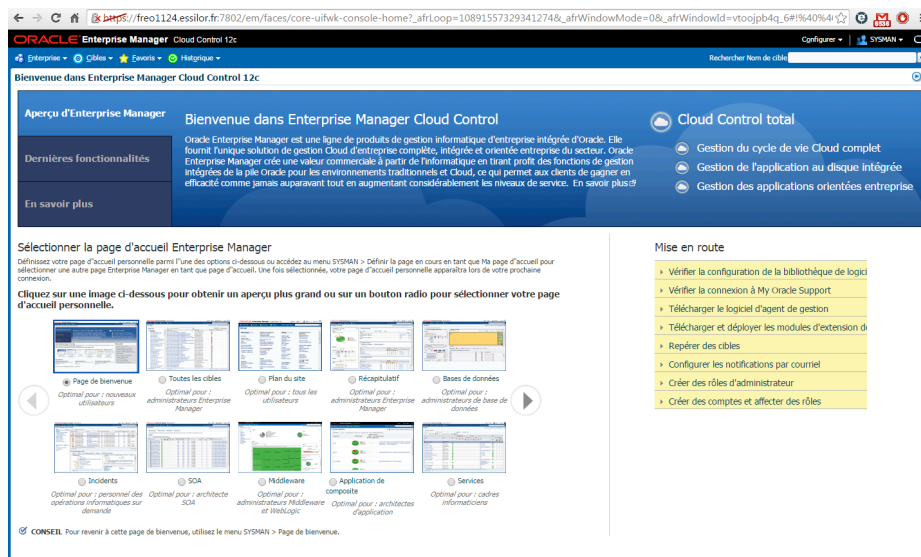 https://freo1124.essilor.fr:7802/em/faces/core-uifwk-console-home?_afrLoop=108915573293412​74&_afrWindowMode=0&_afrWindowId=vtoojpb4q_6#!%40%4
6536
ORACLE Enterprise Manager Cloud Control 12c
Configurer SYSMAN
Enterprise Cibles Favoris Historique
Rechercher Nom de cible
Bienvenue dans Enterprise Manager Cloud Control 12c
Aperçu d'Enterprise Manager
Dernières fonctionnalités
En savoir plus
Bienvenue dans Enterprise Manager Cloud Control
Oracle Enterprise Manager est une ligne de produits de gestion informatique d'entreprise intégrée d'Oracle. Elle
fournit l'unique solution de gestion Cloud d'entreprise complète, intégrée et orientée entreprise du secteur. Oracle
Enterprise Manager crée une valeur commerciale à partir de l'informatique en tirant profit des fonctions de gestion
intégrées de la pile Oracle pour les environnements traditionnels et Cloud, ce qui permet aux clients de gagner en
efficacité comme jamais auparavant tout en augmentant considérablement les niveaux de service. En savoir plus
Cloud Control total
Gestion du cycle de vie Cloud complet
Gestion de l'application au disque intégrée
Gestion des applications orientées entreprise
Sélectionner la page d'accueil Enterprise Manager
Définissez votre page d"accueil personnelle parmi l"une des options ci-dessous ou accédez au menu SYSMAN > Définir la page en cours en tant que Ma page d"accueil pour
sélectionner une autre page Enterprise Manager en tant que page d"accueil. Une fois sélectionnée, votre page d"accueil personnelle apparaîtra lors de votre prochaine
connexion.
Cliquez sur une image ci-dessous pour obtenir un aperçu plus grand ou sur un bouton radio pour sélectionner votre page
d'accueil personnelle.
Page de bienvenue
Optimal pour : nouveaux
utilisateurs
Toutes les cibles
Optimal pour :
administrateurs Enterprise
Manager
Plan du site
Optimal pour : tous les
utilisateurs
Récapitulatif
Optimal pour :
administrateurs Enterprise
Manager
Bases de données
Optimal pour :
administrateurs de base de
données
Incidents
Optimal pour : personnel des
opérations informatiques sur
demande
SOA
Optimal pour : architecte
SOA
Middleware
Optimal pour :
administrateurs Middleware
et WebLogic
Application de
composite
Optimal pour : architectes
d'application
Services
Optimal pour : cadres
informaticiens
CONSEIL Pour revenir à cette page de bienvenue, utilisez le menu SYSMAN > Page de bienvenue.
Mise en route
Vérifier la configuration de la bibliothèque de logici
Vérifier la connexion à My Oracle Support
Télécharger le logiciel d'agent de gestion
Télécharger et déployer les modules d'extension d
Repérer des cibles
Configurer les notifications par courriel
Créer des rôles d'administrateur
Créer des comptes et affecter des rôles